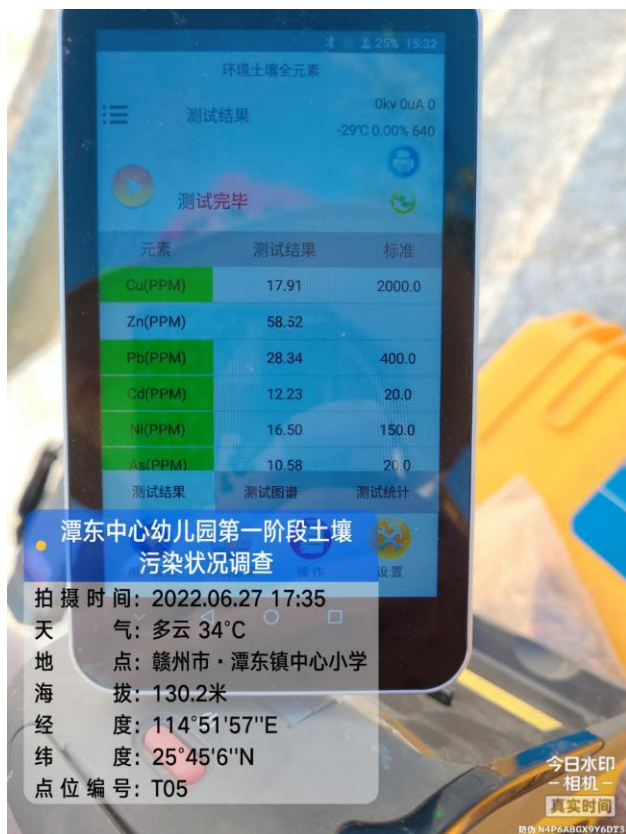 25% 15:32
环境土壤全元素
测试结果
0kv 0uA 0
-29℃ 0.00% 640
测试完毕
元素 测试结果 标准
Cu(PPM) 17.91 2000.0
Zn(PPM) 58.52
Pb(PPM) 28.34 400.0
Cd(PPM) 12.23 20.0
Ni(PPM) 16.50 150.0
As(PPM) 10.58 20.0
测试结果 测试图谱 测试统计
操作 设置
潭东中心幼儿园第一阶段土壤
污染状况调查
拍摄时间: 2022.06.27 17:35
天气: 多云 34℃
地点: 赣州市·潭东镇中心小学
海拔: 130.2米
经度: 114°51'57''E
纬度: 25°45'6''N
点位编号: T05
今日水印
-相机-
真实时间
防伪 N4P6ABGX9Y6DT3